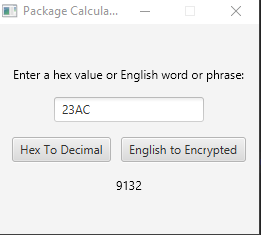 Package Calcula...
Enter a hex value or English word or phrase:
23AC
Hex To Decimal English to Encrypted
9132